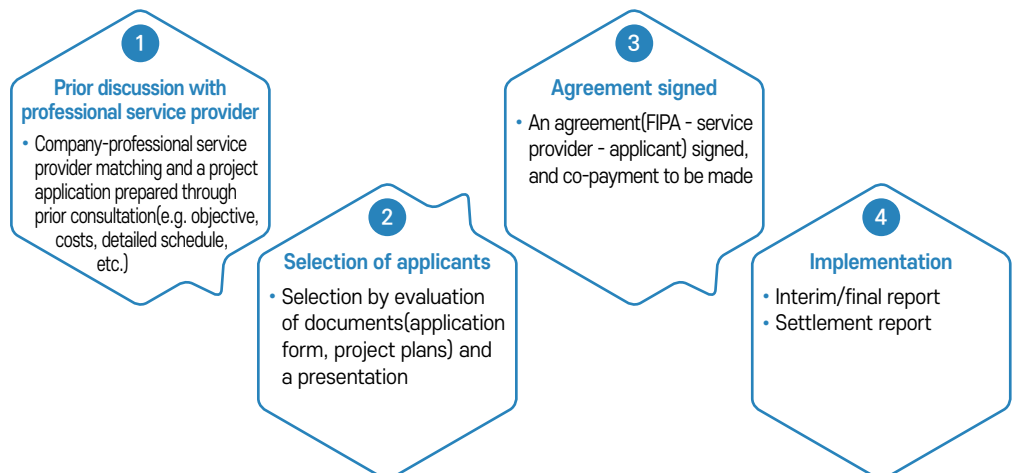 1
Prior discussion with
professional service provider
• Company-professional service
provider matching and a project
application prepared through
prior consultation(e.g. objective,
costs, detailed schedule,
etc.)
2
Selection of applicants
• Selection by evaluation
of documents(application
form, project plans) and
a presentation
3
Agreement signed
• An agreement(FIPA - service
provider - applicant) signed,
and co-payment to be made
4
Implementation
• Interim/final report
• Settlement report